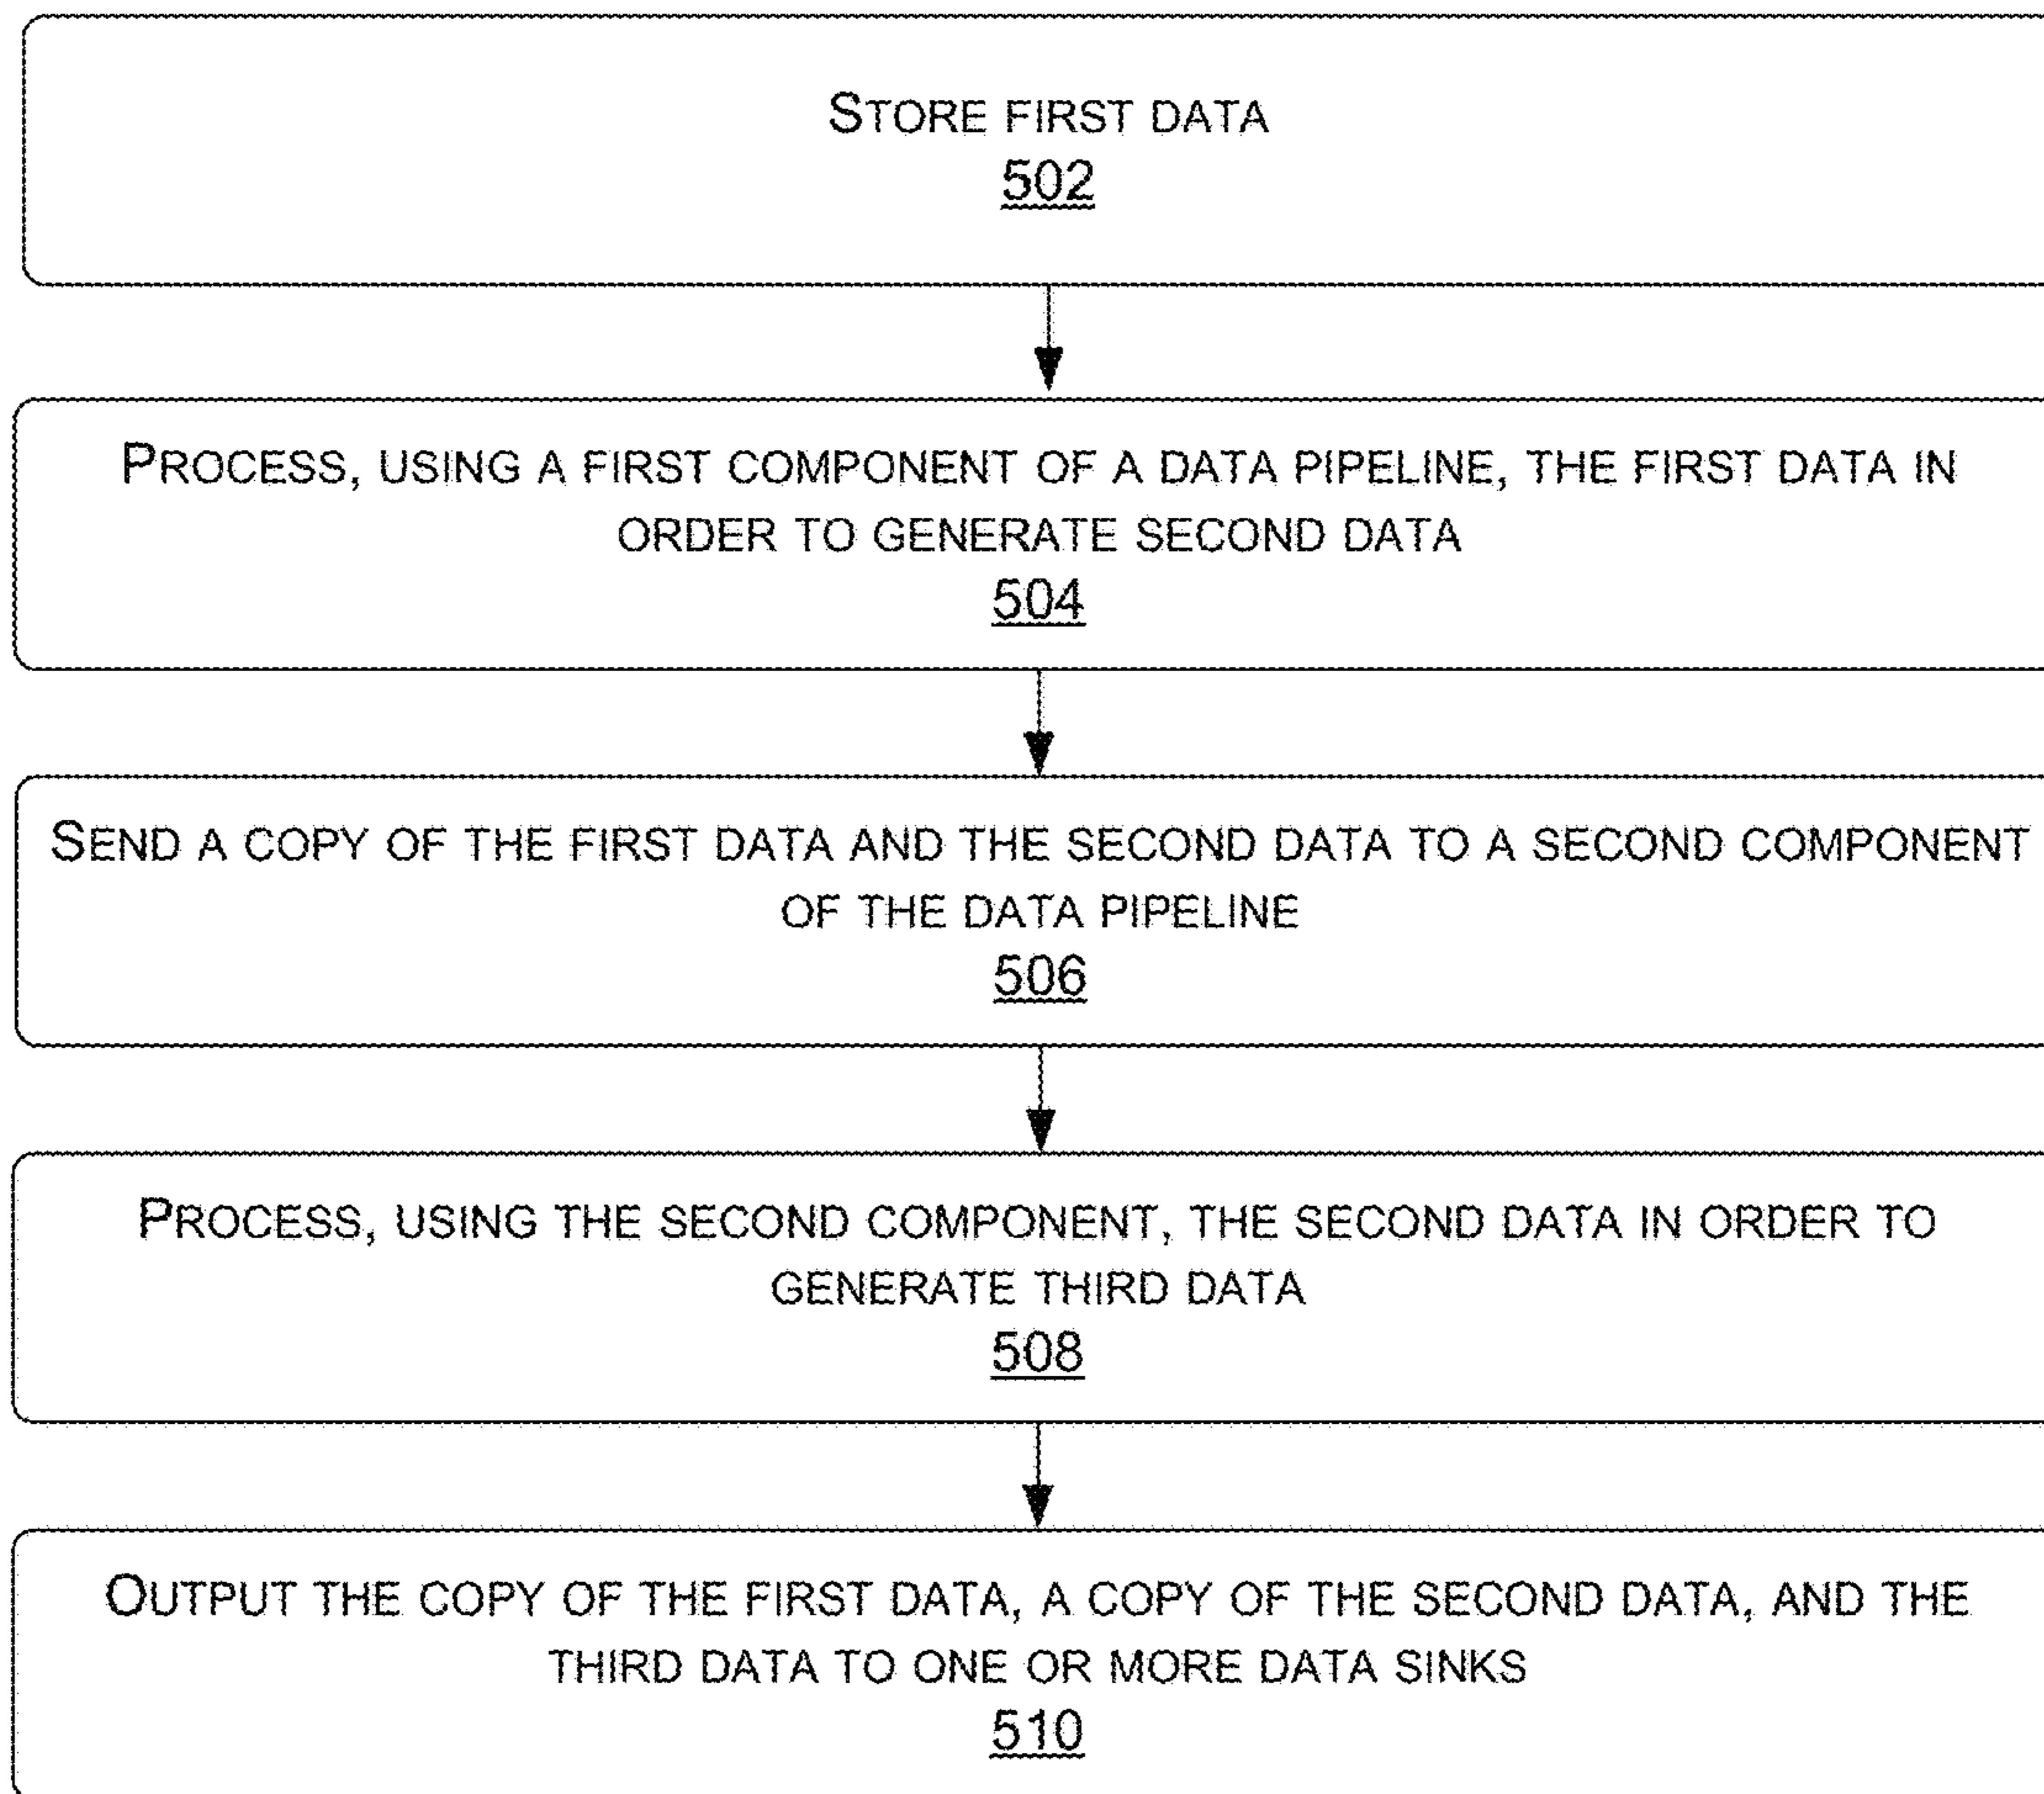 STORE FIRST DATA
502
PROCESS, USING A FIRST COMPONENT OF A DATA PIPELINE, THE FIRST DATA IN
ORDER TO GENERATE SECOND DATA
504
SEND A COPY OF THE FIRST DATA AND THE SECOND DATA TO A SECOND COMPONENT
OF THE DATA PIPELINE
506
PROCESS, USING THE SECOND COMPONENT, THE SECOND DATA IN ORDER TO
GENERATE THIRD DATA
508
OUTPUT THE COPY OF THE FIRST DATA, A COPY OF THE SECOND DATA, AND THE
THIRD DATA TO ONE OR MORE DATA SINKS
510